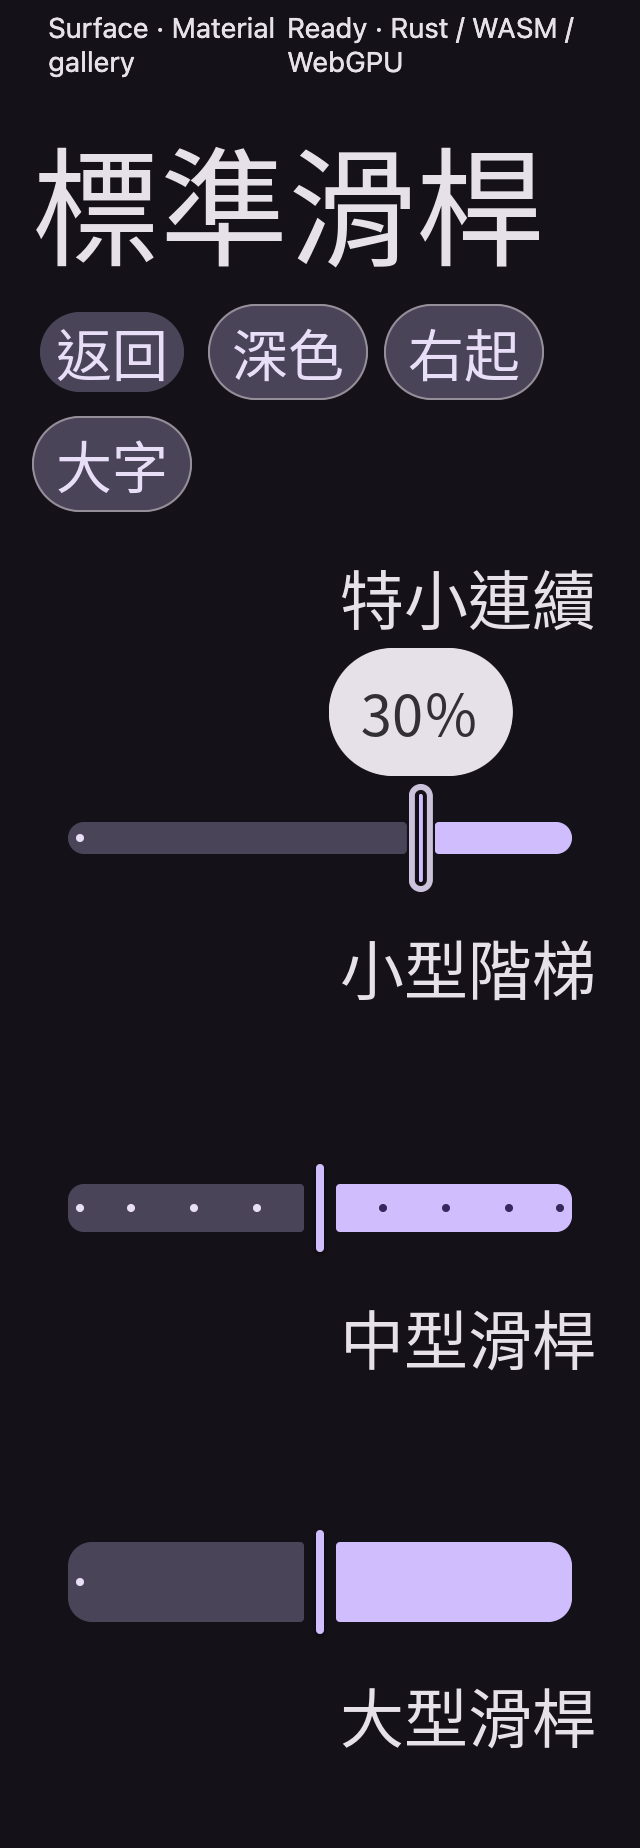 Surface · Material gallery
Ready · Rust / WASM / WebGPU
標準滑桿
返回
深色
右起
大字
特小連續
30%
小型階梯
中型滑桿
大型滑桿